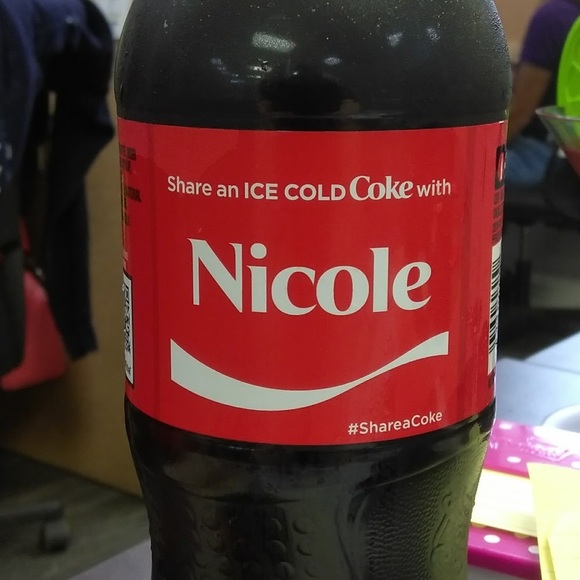 Share an ICE COLD Coke with
Nicole
#ShareaCoke